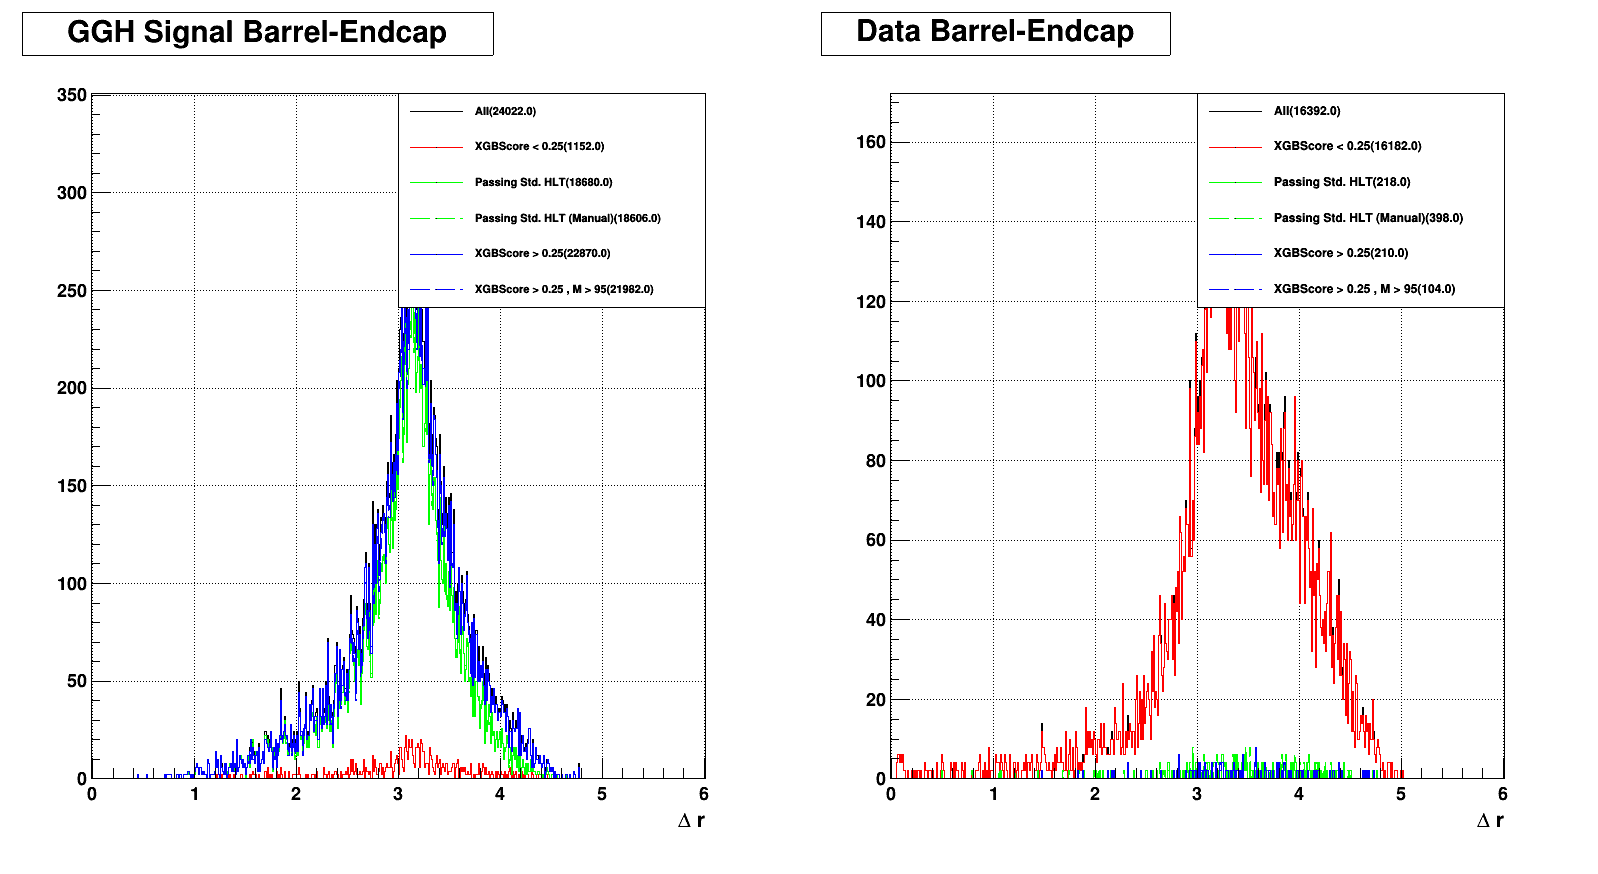 GGH Signal Barrel-Endcap
350
300
250
200
150
100
50
0
All(24022.0)
XGBScore < 0.25(1152.0)
Passing Std. HLT(18680.0)
Passing Std. HLT (Manual)(18606.0)
XGBScore > 0.25(22870.0)
XGBScore > 0.25 , M > 95(21982.0)
0 1 2 3 4 5 6
Δ r
Data Barrel-Endcap
160
140
120
100
80
60
40
20
0
All(16392.0)
XGBScore < 0.25(16182.0)
Passing Std. HLT(218.0)
Passing Std. HLT (Manual)(398.0)
XGBScore > 0.25(210.0)
XGBScore > 0.25 , M > 95(104.0)
0 1 2 3 4 5 6
Δ r